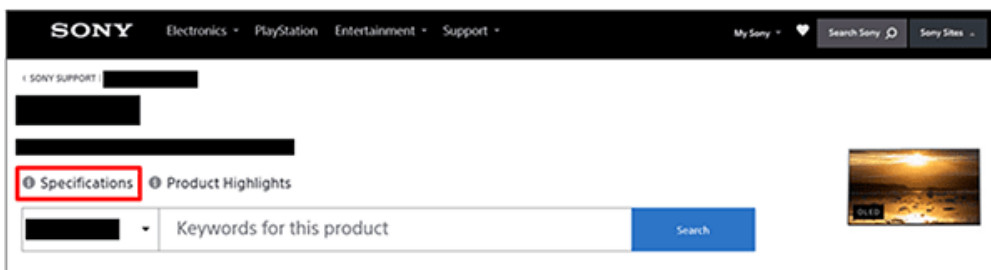 SONY Electronics PlayStation Entertainment Support My Sony Search Sony Sony Sites
< SONY SUPPORT |
Specifications Product Highlights
OLED
Keywords for this product Search